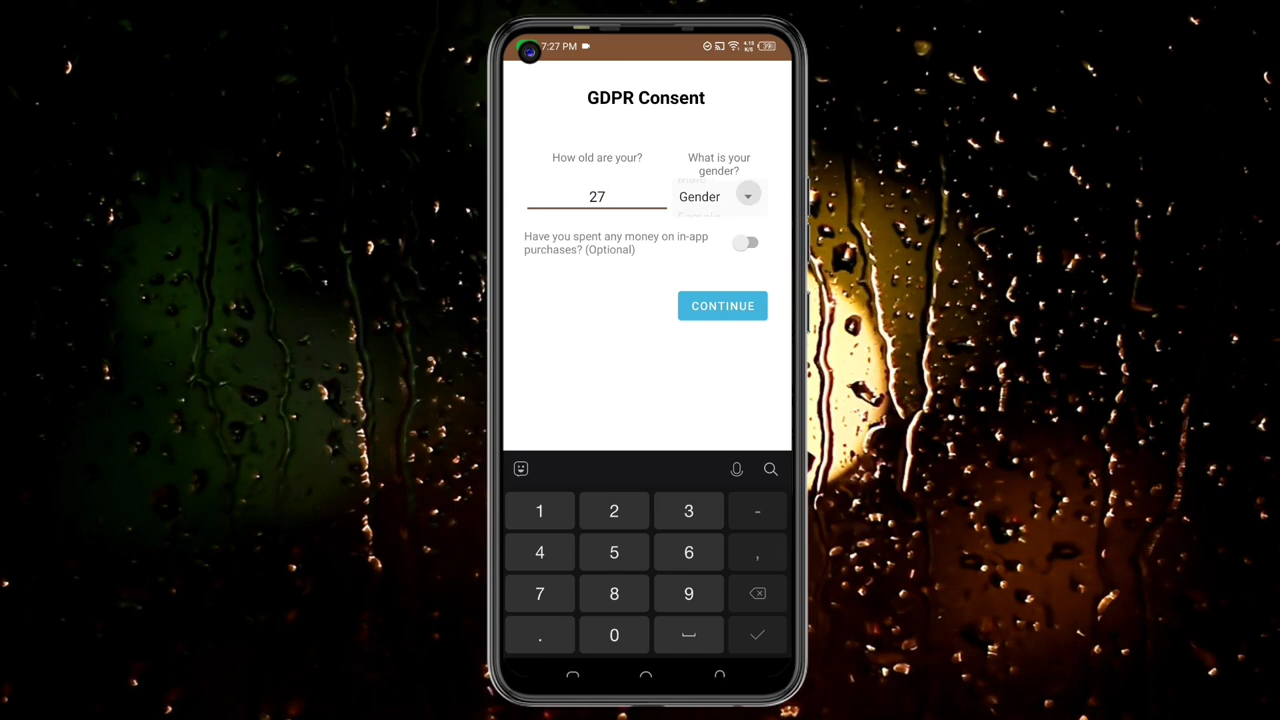 7:27 PM
GDPR Consent
How old are your?
What is your
gender?
27
Gender
Have you spent any money on in-app
purchases? (Optional)
CONTINUE
1 2 3 -
4 5 6 ,
7 8 9
. 0